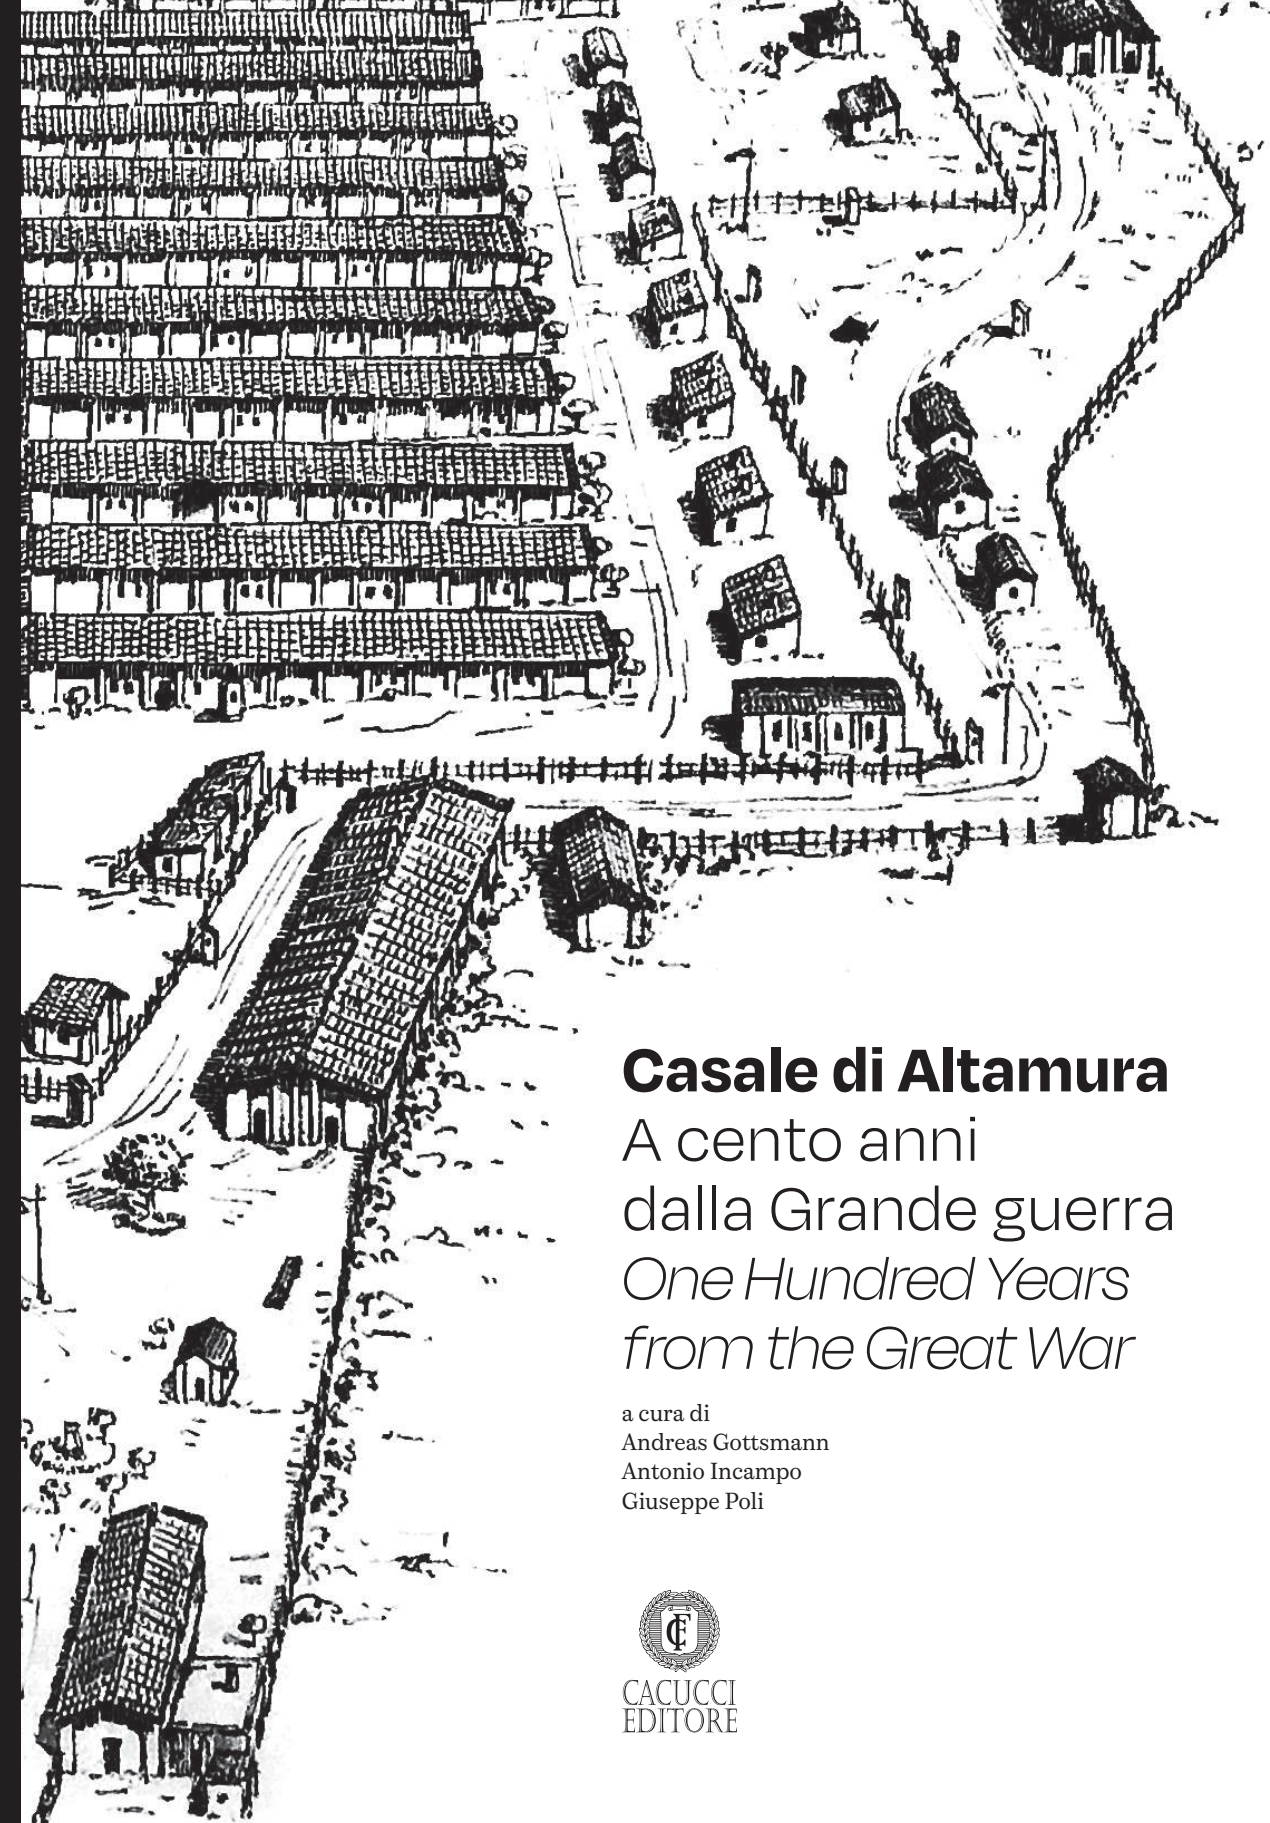 Casale di Altamura
A cento anni
dalla Grande guerra
One Hundred Years
from the Great War
a cura di
Andreas Gottsmann
Antonio Incampo
Giuseppe Poli
CACUCCI
EDITORE